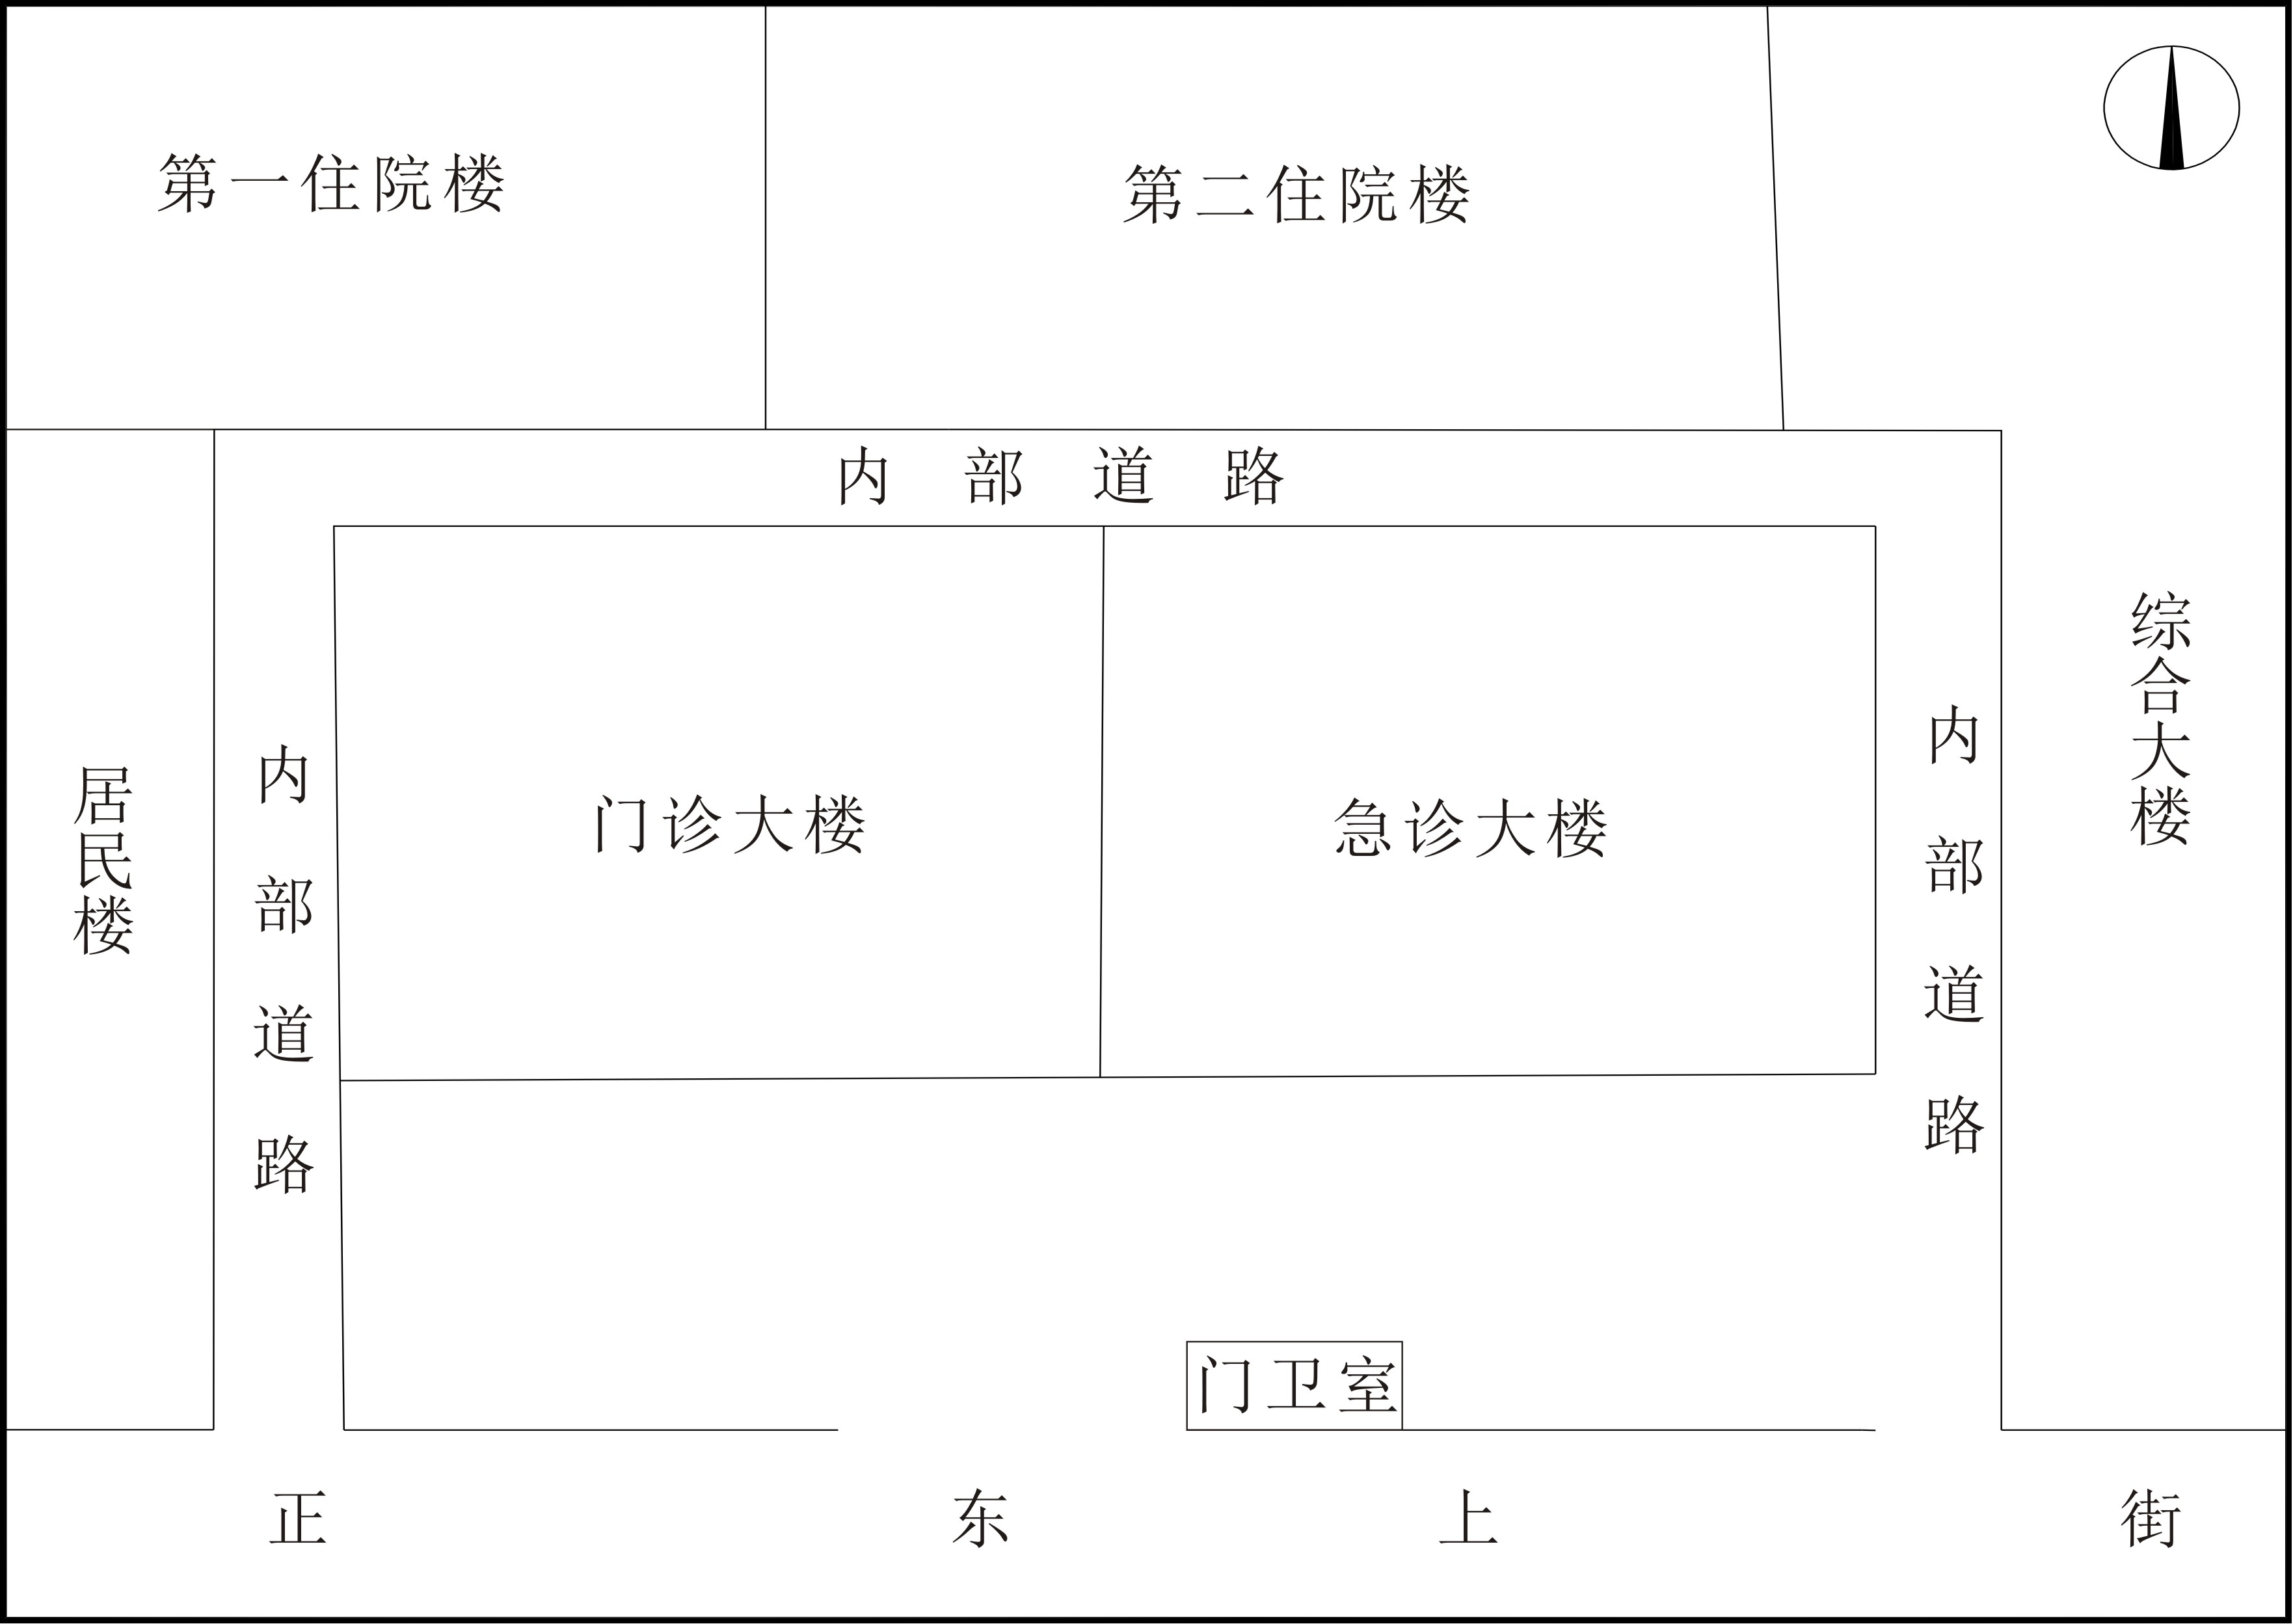 第一住院楼
第二住院楼
内部道路
居民楼
内部道路
门诊大楼
急诊大楼
内部道路
综合大楼
门卫室
正东上街